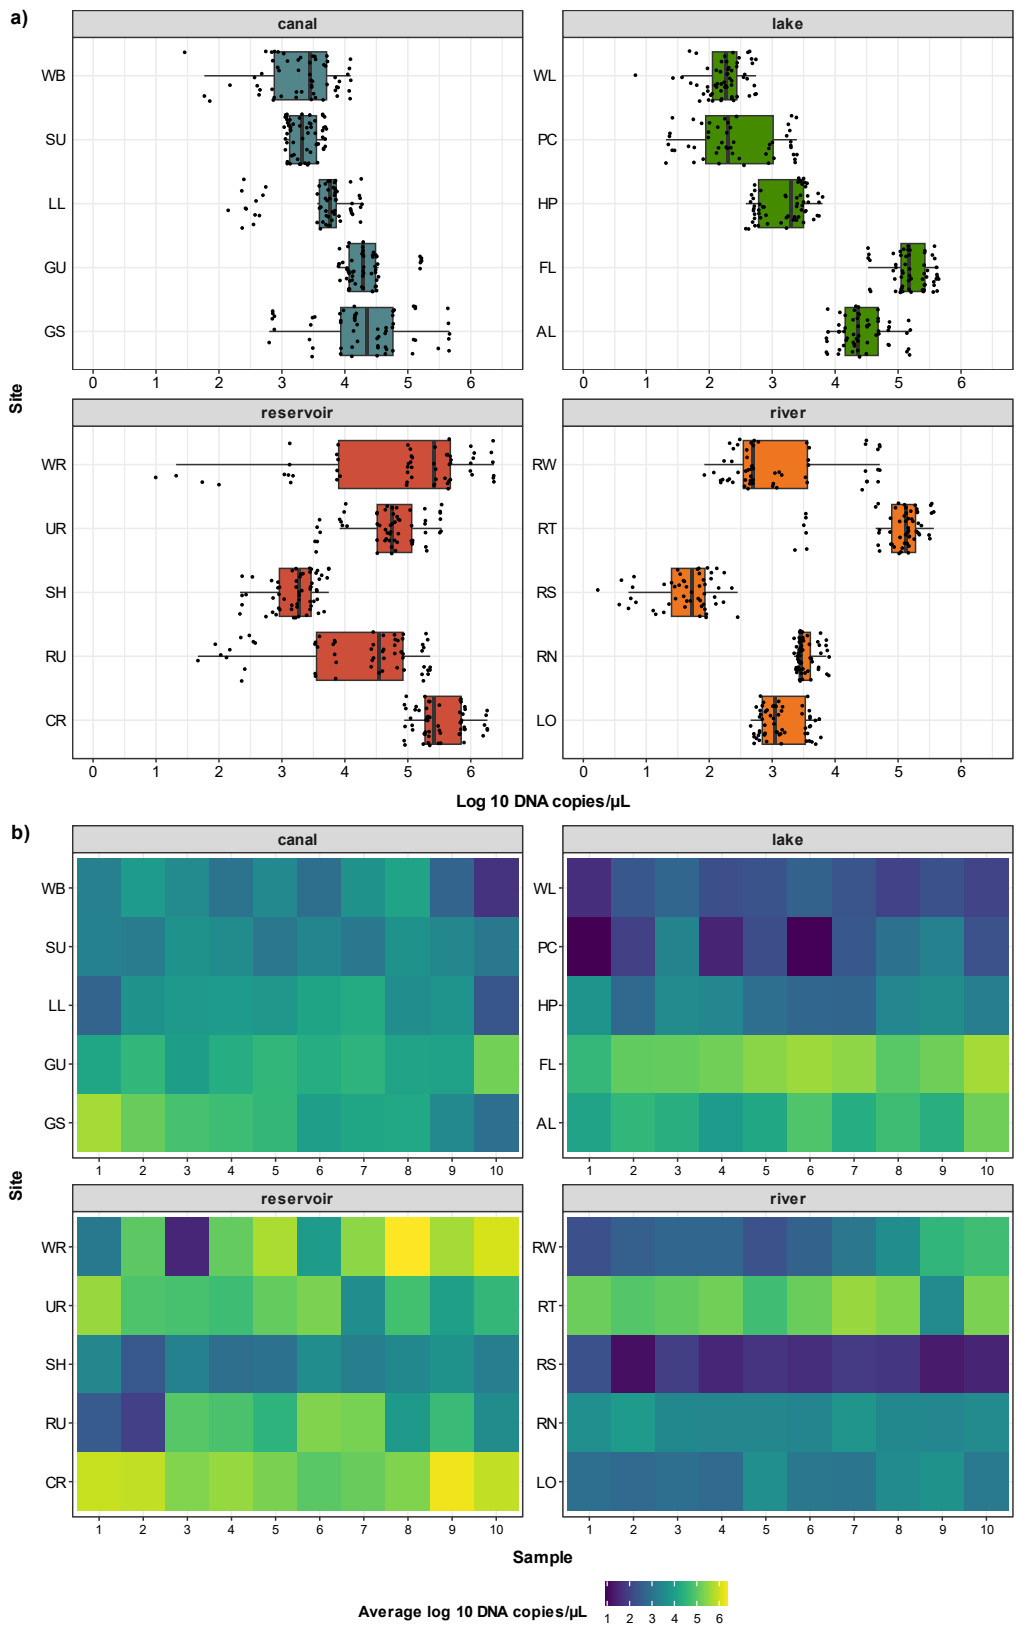 a)
canal
lake
WB
SU
LL
GU
GS
WL
PC
HP
FL
AL
0 1 2 3 4 5 6
0 1 2 3 4 5 6
Site
reservoir
river
WR
UR
SH
RU
CR
RW
RT
RS
RN
LO
0 1 2 3 4 5 6
0 1 2 3 4 5 6
Log 10 DNA copies/µL
b)
canal
lake
WB
SU
LL
GU
GS
WL
PC
HP
FL
AL
1 2 3 4 5 6 7 8 9 10
1 2 3 4 5 6 7 8 9 10
Site
reservoir
river
WR
UR
SH
RU
CR
RW
RT
RS
RN
LO
1 2 3 4 5 6 7 8 9 10
1 2 3 4 5 6 7 8 9 10
Sample
Average log 10 DNA copies/µL
1 2 3 4 5 6